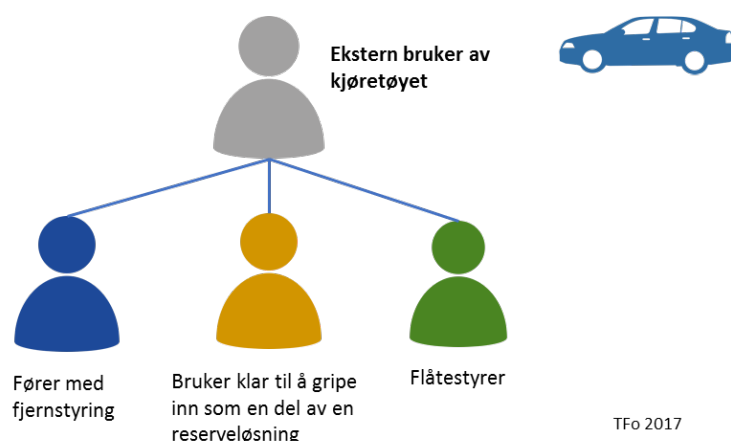 Ekstern bruker av
kjøretøyet
Fører med
fjernstyring
Bruker klar til å gripe
inn som en del av en
reserveløsning
Flåtestyrer
TFo 2017